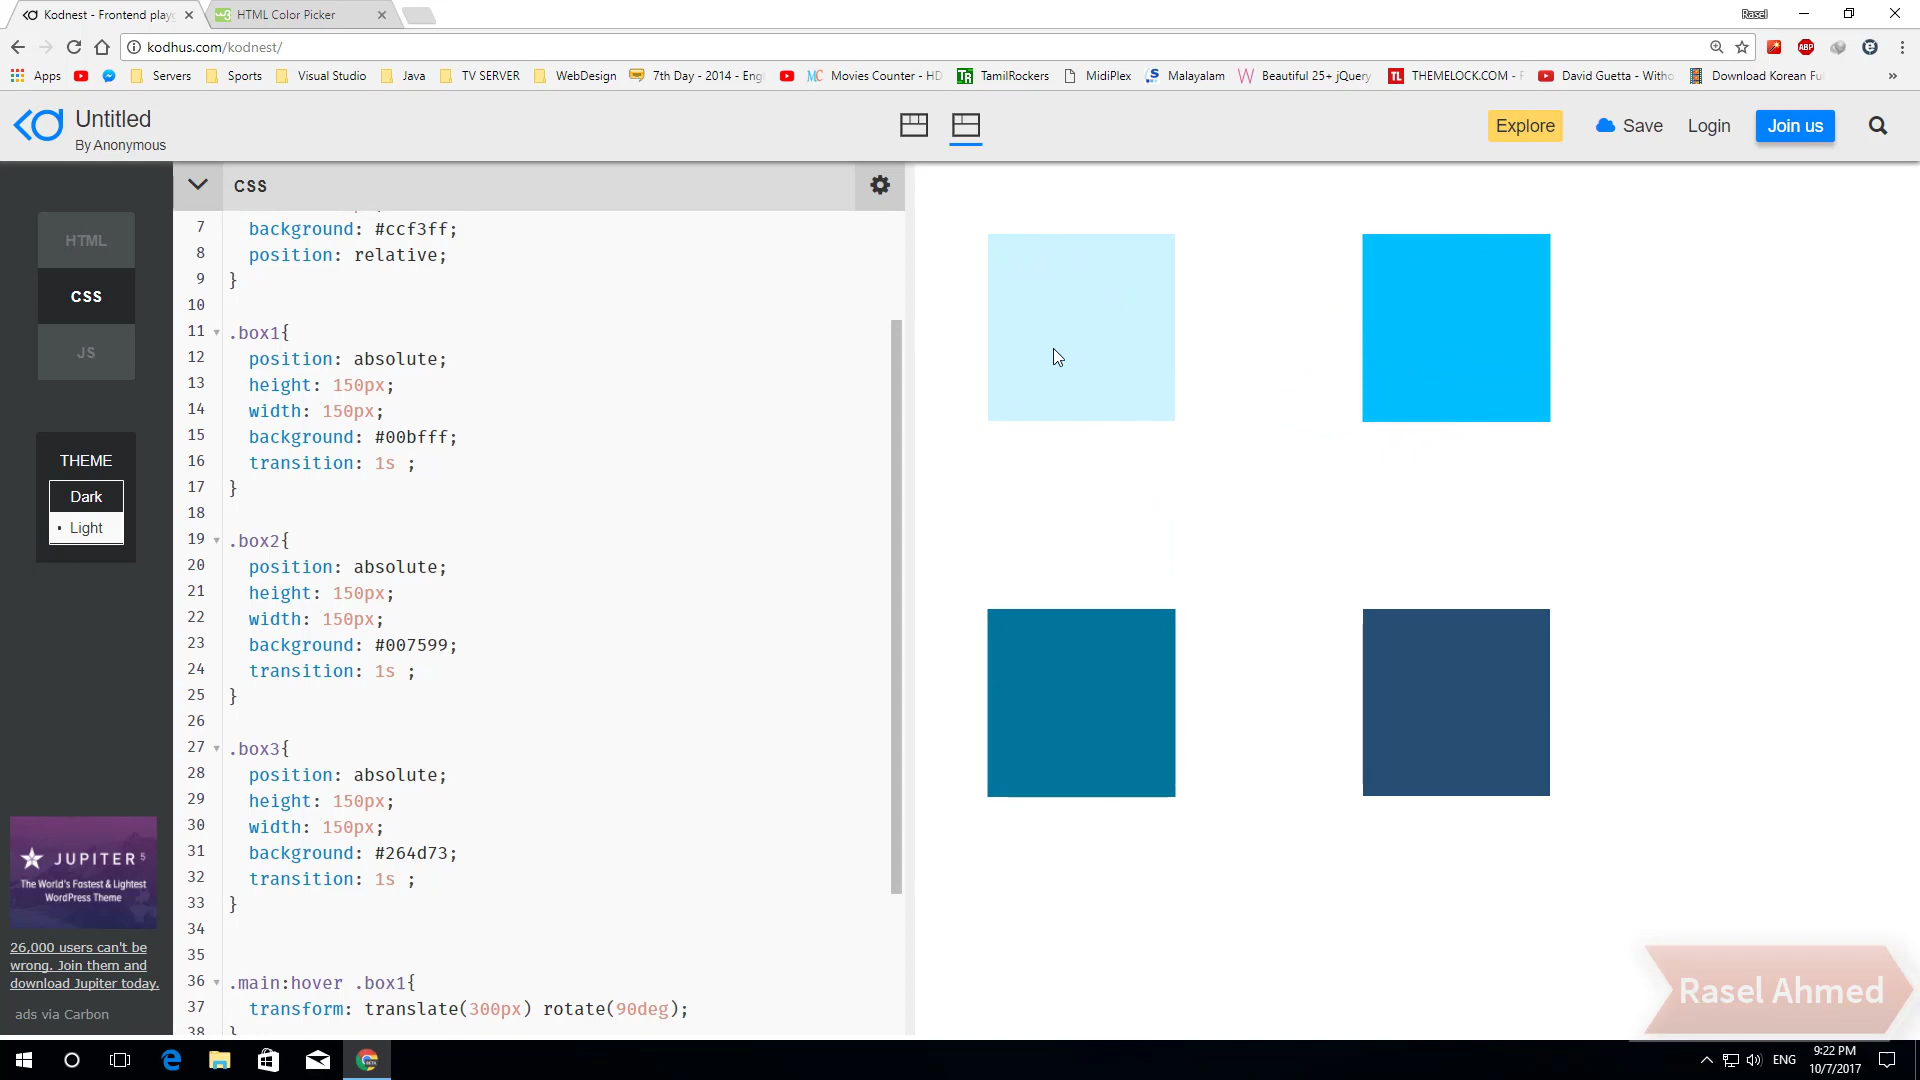 Kodnest - Frontend play
HTML Color Picker
Rasel
kodhus.com/kodnest/
Apps
Servers
Sports
Visual Studio
Java
TV SERVER
WebDesign
7th Day - 2014 - Eng
MC Movies Counter - HD
TR TamilRockers
MidiPlex
Malayalam
Beautiful 25+ jQuery
TL THEMELOCK.COM -
David Guetta - Witho
Download Korean Fu
»
ABP
Untitled
By Anonymous
Explore
Save
Login
Join us
HTML
CSS
JS
THEME
Dark
• Light
JUPITER 5
The World's Fastest & Lightest
WordPress Theme
26,000 users can't be
wrong. Join them and
download Jupiter today.
ads via Carbon
CSS
7 background: #ccf3ff;
8 position: relative;
9 }
10
11 .box1{
12 position: absolute;
13 height: 150px;
14 width: 150px;
15 background: #00bfff;
16 transition: 1s ;
17 }
18
19 .box2{
20 position: absolute;
21 height: 150px;
22 width: 150px;
23 background: #007599;
24 transition: 1s ;
25 }
26
27 .box3{
28 position: absolute;
29 height: 150px;
30 width: 150px;
31 background: #264d73;
32 transition: 1s ;
33 }
34
35
36 .main:hover .box1{
37 transform: translate(300px) rotate(90deg);
38 }
Rasel Ahmed
ENG
9:22 PM
10/7/2017